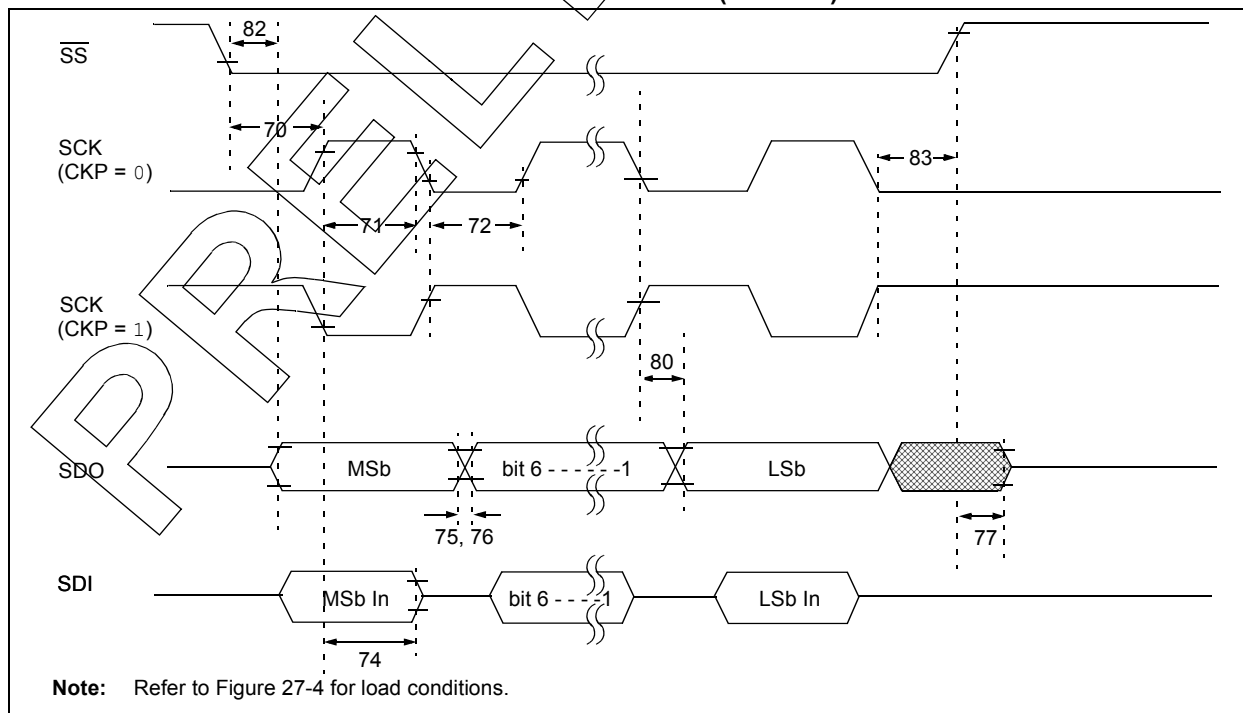 SS
82
70
SCK
(CKP = 0)
83
71
72
SCK
(CKP = 1)
80
SDO
MSb
bit 6 - - - - - -1
LSb
75, 76
77
SDI
MSb In
bit 6 - - - -1
LSb In
74
Note: Refer to Figure 27-4 for load conditions.